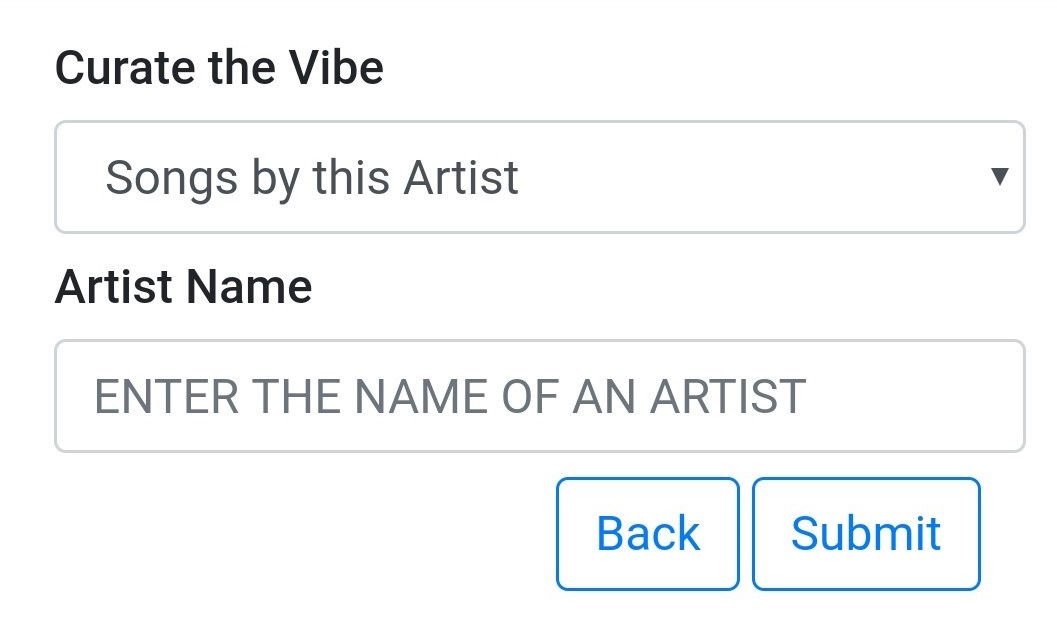 Curate the Vibe
Songs by this Artist
Artist Name
ENTER THE NAME OF AN ARTIST
Back Submit